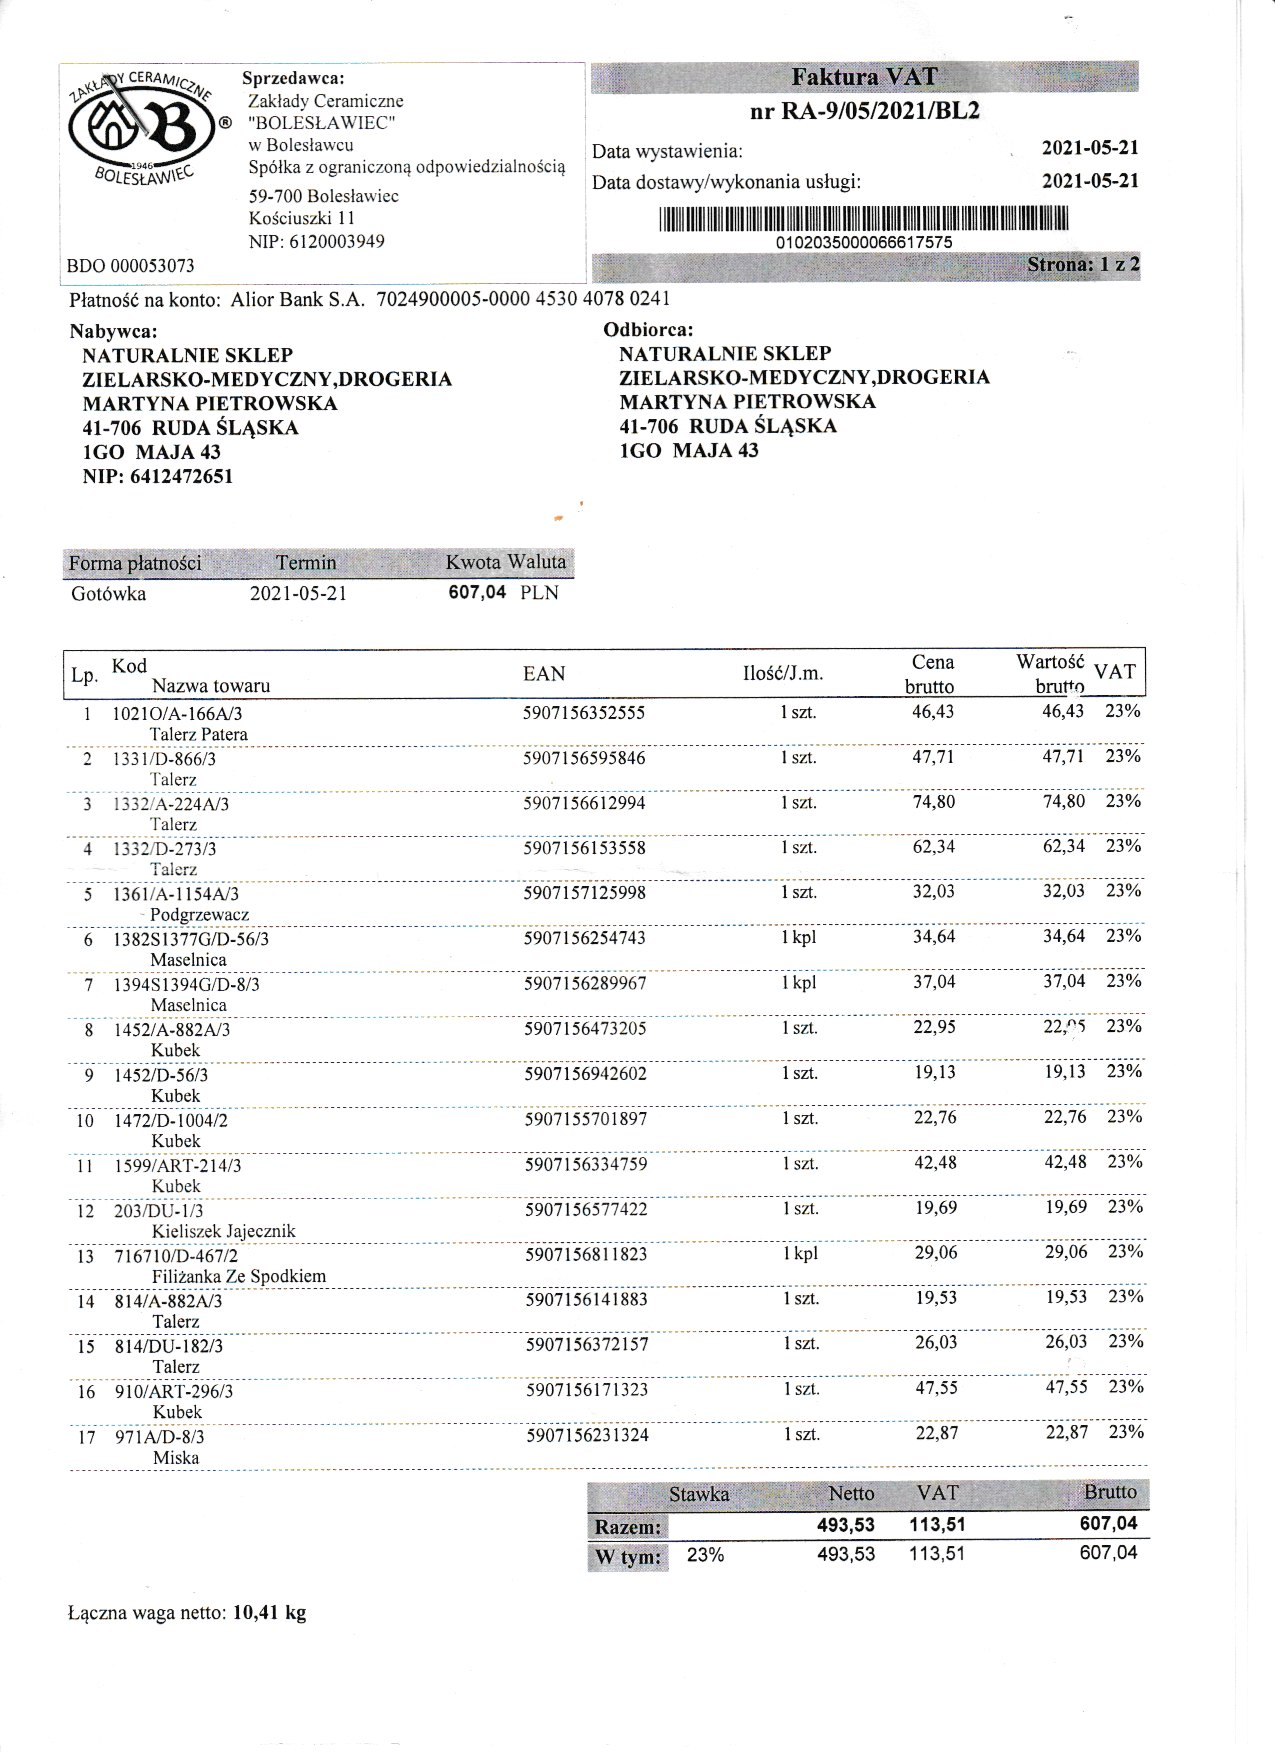 ZAKŁADY CERAMICZNE
B
®
1946
BOLESŁAWIEC
Sprzedawca:
Zakłady Ceramiczne
"BOLESŁAWIEC"
w Bolesławcu
Spółka z ograniczoną odpowiedzialnością
59-700 Bolesławiec
Kościuszki 11
NIP: 6120003949
BDO 000053073
Faktura VAT
nr RA-9/05/2021/BL2
Data wystawienia: 2021-05-21
Data dostawy/wykonania usługi: 2021-05-21
0102035000066617575
Strona: 1 z 2
Płatność na konto: Alior Bank S.A. 7024900005-0000 4530 4078 0241
Nabywca:
NATURALNIE SKLEP
ZIELARSKO-MEDYCZNY,DROGERIA
MARTYNA PIETROWSKA
41-706 RUDA ŚLĄSKA
1GO MAJA 43
NIP: 6412472651
Odbiorca:
NATURALNIE SKLEP
ZIELARSKO-MEDYCZNY,DROGERIA
MARTYNA PIETROWSKA
41-706 RUDA ŚLĄSKA
1GO MAJA 43
Forma płatności Termin Kwota Waluta
Gotówka 2021-05-21 607,04 PLN
Lp. Kod Nazwa towaru EAN Ilość/J.m. Cena brutto Wartość brutto VAT
1 1021O/A-166A/3 5907156352555 1 szt. 46,43 46,43 23%
Talerz Patera
2 1331/D-866/3 5907156595846 1 szt. 47,71 47,71 23%
Talerz
3 1332/A-224A/3 5907156612994 1 szt. 74,80 74,80 23%
Talerz
4 1332/D-273/3 5907156153558 1 szt. 62,34 62,34 23%
Talerz
5 1361/A-1154A/3 5907157125998 1 szt. 32,03 32,03 23%
Podgrzewacz
6 1382S1377G/D-56/3 5907156254743 1 kpl 34,64 34,64 23%
Maselnica
7 1394S1394G/D-8/3 5907156289967 1 kpl 37,04 37,04 23%
Maselnica
8 1452/A-882A/3 5907156473205 1 szt. 22,95 22,95 23%
Kubek
9 1452/D-56/3 5907156942602 1 szt. 19,13 19,13 23%
Kubek
10 1472/D-1004/2 5907155701897 1 szt. 22,76 22,76 23%
Kubek
11 1599/ART-214/3 5907156334759 1 szt. 42,48 42,48 23%
Kubek
12 203/DU-1/3 5907156577422 1 szt. 19,69 19,69 23%
Kieliszek Jajecznik
13 716710/D-467/2 5907156811823 1 kpl 29,06 29,06 23%
Filiżanka Ze Spodkiem
14 814/A-882A/3 5907156141883 1 szt. 19,53 19,53 23%
Talerz
15 814/DU-182/3 5907156372157 1 szt. 26,03 26,03 23%
Talerz
16 910/ART-296/3 5907156171323 1 szt. 47,55 47,55 23%
Kubek
17 971A/D-8/3 5907156231324 1 szt. 22,87 22,87 23%
Miska
Stawka Netto VAT Brutto
Razem: 493,53 113,51 607,04
W tym: 23% 493,53 113,51 607,04
Łączna waga netto: 10,41 kg